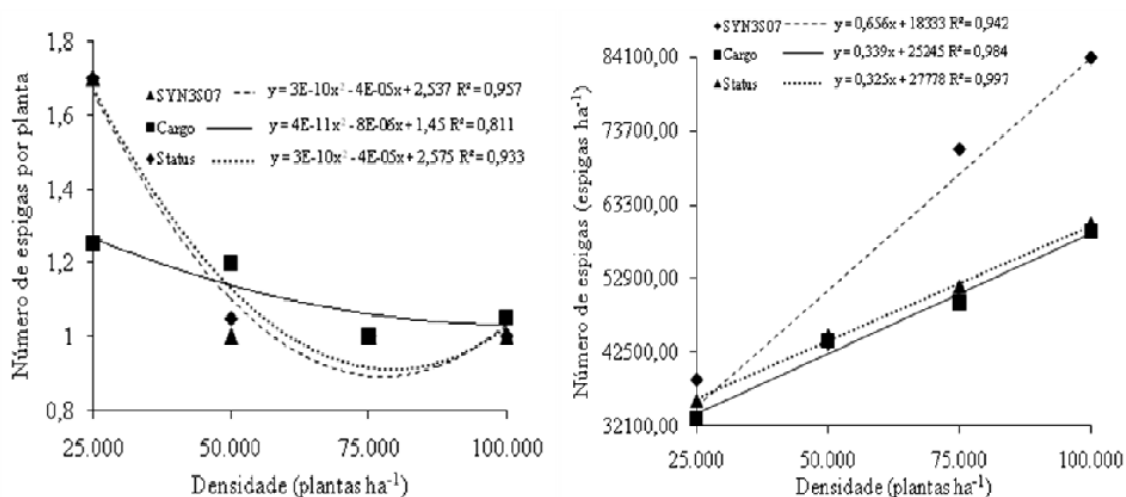 Número de espigas por planta
1,8
1,6
1,4
1,2
1
0,8
SYN3S07 y = 3E-10x² - 4E-05x + 2,537 R² = 0,957
Cargo y = 4E-11x² - 8E-06x + 1,45 R² = 0,811
Status y = 3E-10x² - 4E-05x + 2,575 R² = 0,933
25.000 50.000 75.000 100.000
Densidade (plantas ha⁻¹)
Número de espigas (espigas ha⁻¹)
SYN3S07 y = 0,656x + 18333 R² = 0,942
Cargo y = 0,339x + 25245 R² = 0,984
Status y = 0,325x + 27778 R² = 0,997
84100,00
73700,00
63300,00
52900,00
42500,00
32100,00
25.000 50.000 75.000 100.000
Densidade (plantas ha⁻¹)